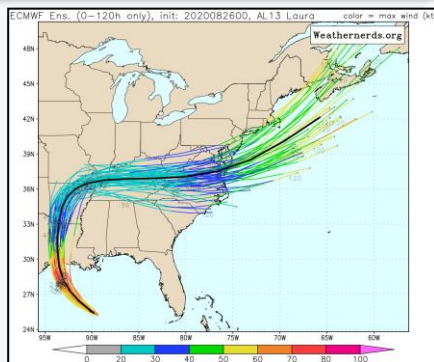 ECMWF Ens. (0-120h only), init: 2020082600, AL13 Laura color = max wind (kt
Weathernerds.org
48N
45N
42N
39N
36N
33N
30N
27N
24N
95W 90W 85W 80W 75W 70W 65W 60W
0 20 30 40 50 60 70 80 100